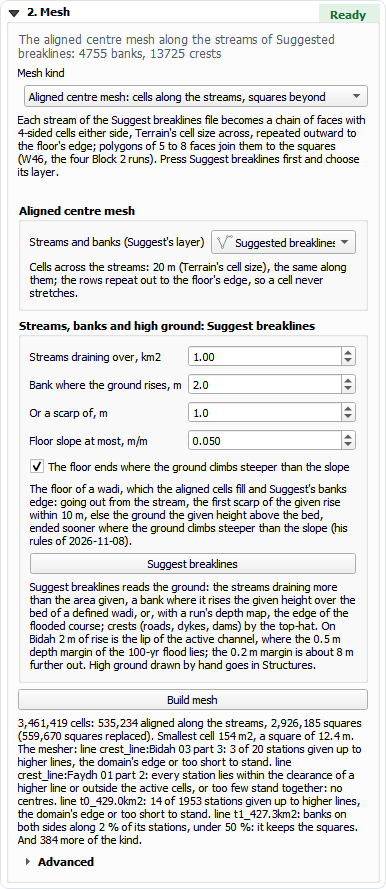 2. Mesh
Ready
The aligned centre mesh along the streams of Suggested
breaklines: 4755 banks, 13725 crests
Mesh kind
Aligned centre mesh: cells along the streams, squares beyond
Each stream of the Suggest breaklines file becomes a chain of faces with
4-sided cells either side, Terrain's cell size across, repeated outward to
the floor's edge; polygons of 5 to 8 faces join them to the squares
(W46, the four Block 2 runs). Press Suggest breaklines first and choose
its layer.
Aligned centre mesh
Streams and banks (Suggest's layer)
Suggested breaklines
Cells across the streams: 20 m (Terrain's cell size), the same along
them; the rows repeat out to the floor's edge, so a cell never
stretches.
Streams, banks and high ground: Suggest breaklines
Streams draining over, km2
1.00
Bank where the ground rises, m
2.0
Or a scarp of, m
1.0
Floor slope at most, m/m
0.050
The floor ends where the ground climbs steeper than the slope
The floor of a wadi, which the aligned cells fill and Suggest's banks
edge: going out from the stream, the first scarp of the given rise
within 10 m, else the ground the given height above the bed,
ended sooner where the ground climbs steeper than the slope (his
rules of 2026-11-08).
Suggest breaklines
Suggest breaklines reads the ground: the streams draining more
than the area given, a bank where it rises the given height over the
bed of a defined wadi, or, with a run's depth map, the edge of the
flooded course; crests (roads, dykes, dams) by the top-hat. On
Bidah 2 m of rise is the lip of the active channel, where the 0.5 m
depth margin of the 100-yr flood lies; the 0.2 m margin is about 8 m
further out. High ground drawn by hand goes in Structures.
Build mesh
3,461,419 cells: 535,234 aligned along the streams, 2,926,185 squares
(559,670 squares replaced). Smallest cell 154 m2, a square of 12.4 m.
The mesher: line crest_line:Bidah 03 part 3: 3 of 20 stations given up to
higher lines, the domain's edge or too short to stand. line
crest_line:Faydh 01 part 2: every station lies within the clearance of a
higher line or outside the active cells, or too few stand together: no
centres. line t0_429.0km2: 14 of 1953 stations given up to higher lines,
the domain's edge or too short to stand. line t1_427.3km2: banks on
both sides along 2 % of its stations, under 50 %: it keeps the squares.
And 384 more of the kind.
Advanced